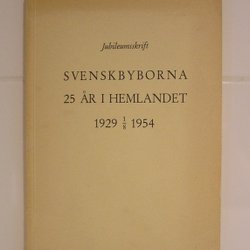 Jubileumsskrift
SVENSKBYBORNA
25 ÅR I HEMLANDET
1929 1/8 1954